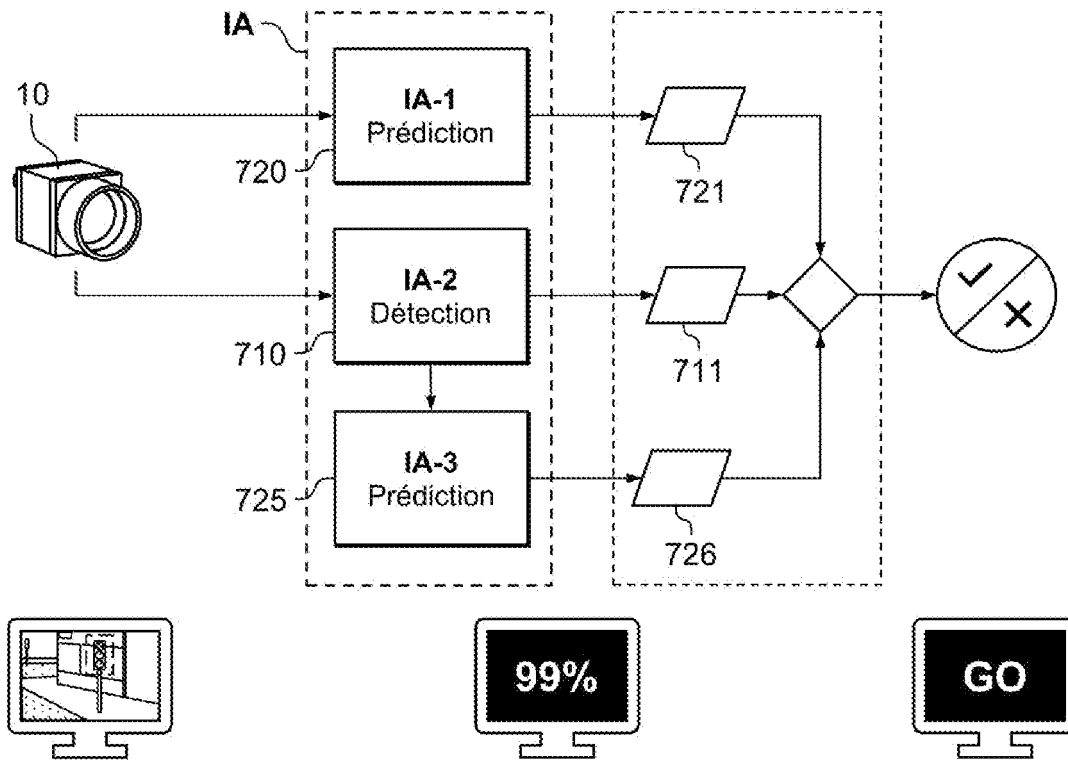 IA
10
IA-1
Prédiction
720
721
IA-2
Détection
710
711
IA-3
Prédiction
725
726
99%
GO